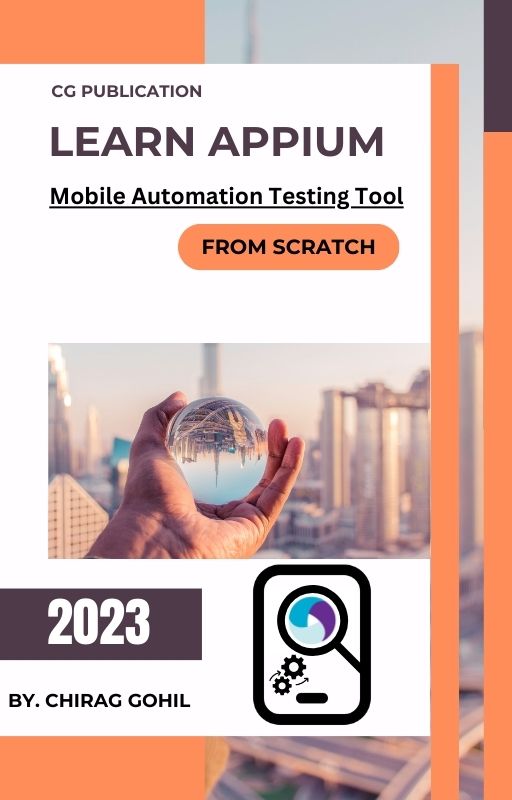 CG PUBLICATION
LEARN APPIUM
Mobile Automation Testing Tool
FROM SCRATCH
2023
BY. CHIRAG GOHIL